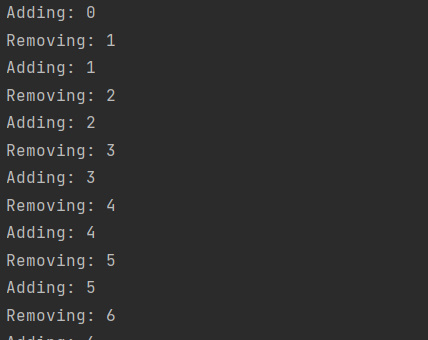 Adding: 0
Removing: 1
Adding: 1
Removing: 2
Adding: 2
Removing: 3
Adding: 3
Removing: 4
Adding: 4
Removing: 5
Adding: 5
Removing: 6